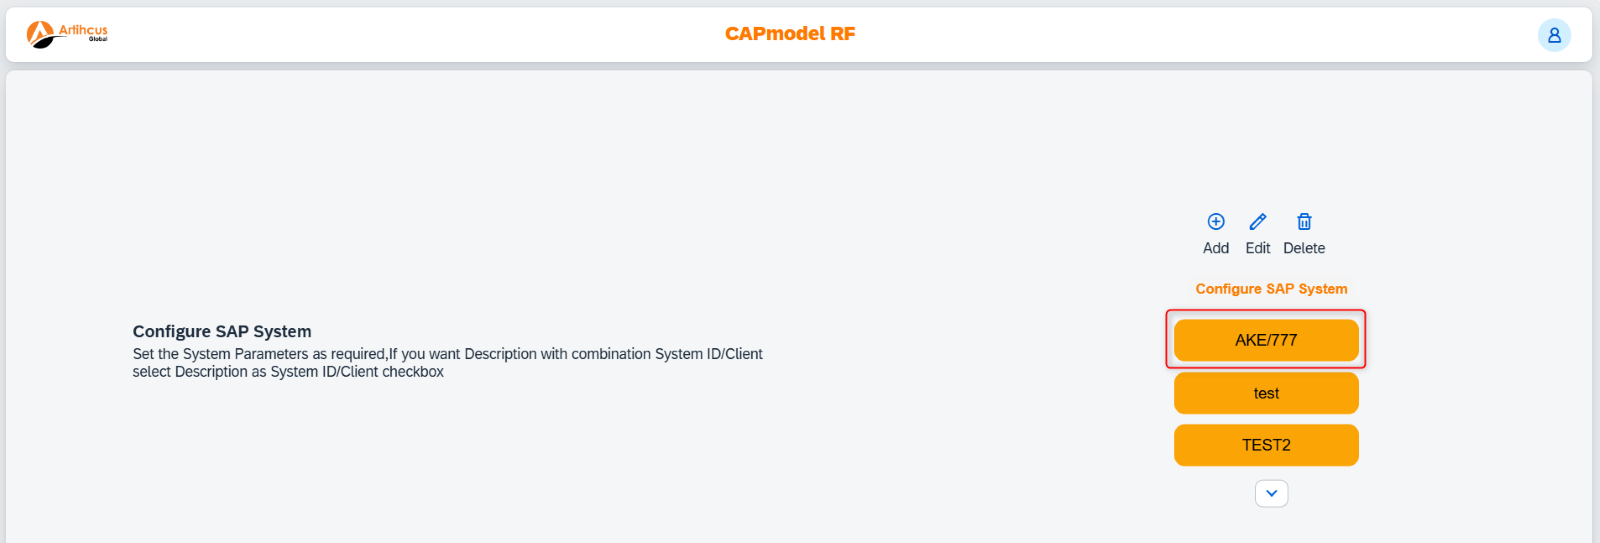 Artihcus
Global
CAPmodel RF
Add Edit Delete
Configure SAP System
Configure SAP System
Set the System Parameters as required,If you want Description with combination System ID/Client
select Description as System ID/Client checkbox
AKE/777
test
TEST2